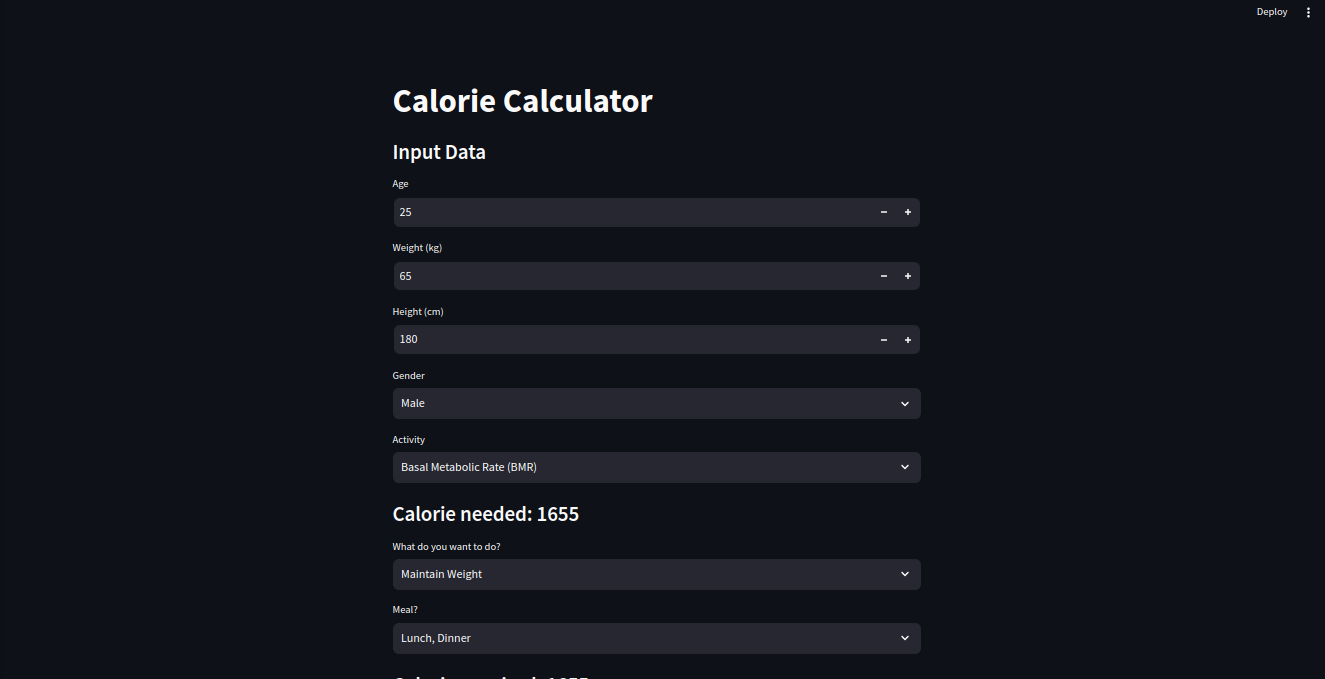 Deploy
Calorie Calculator
Input Data
Age
25
Weight (kg)
65
Height (cm)
180
Gender
Male
Activity
Basal Metabolic Rate (BMR)
Calorie needed: 1655
What do you want to do?
Maintain Weight
Meal?
Lunch, Dinner